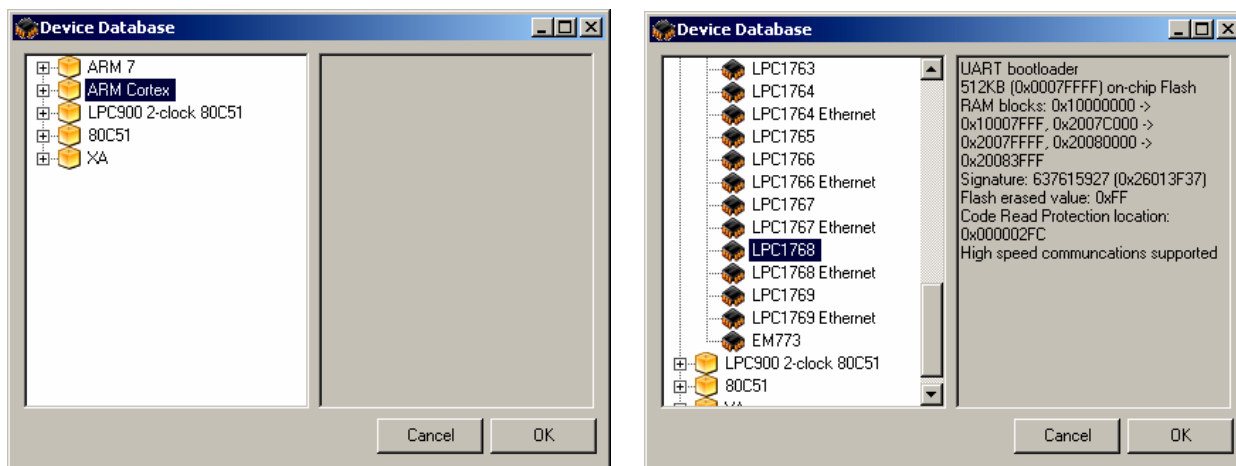 Device Database
ARM 7
ARM Cortex
LPC900 2-clock 80C51
80C51
XA
Cancel
OK
Device Database
LPC1763
LPC1764
LPC1764 Ethernet
LPC1765
LPC1766
LPC1766 Ethernet
LPC1767
LPC1767 Ethernet
LPC1768
LPC1768 Ethernet
LPC1769
LPC1769 Ethernet
EM773
LPC900 2-clock 80C51
80C51
UART bootloader
512KB (0x0007FFFF) on-chip Flash
RAM blocks: 0x10000000 ->
0x10007FFF, 0x2007C000 ->
0x2007FFFF, 0x20080000 ->
0x20083FFF
Signature: 637615927 (0x26013F37)
Flash erased value: 0xFF
Code Read Protection location:
0x000002FC
High speed communcations supported
Cancel
OK